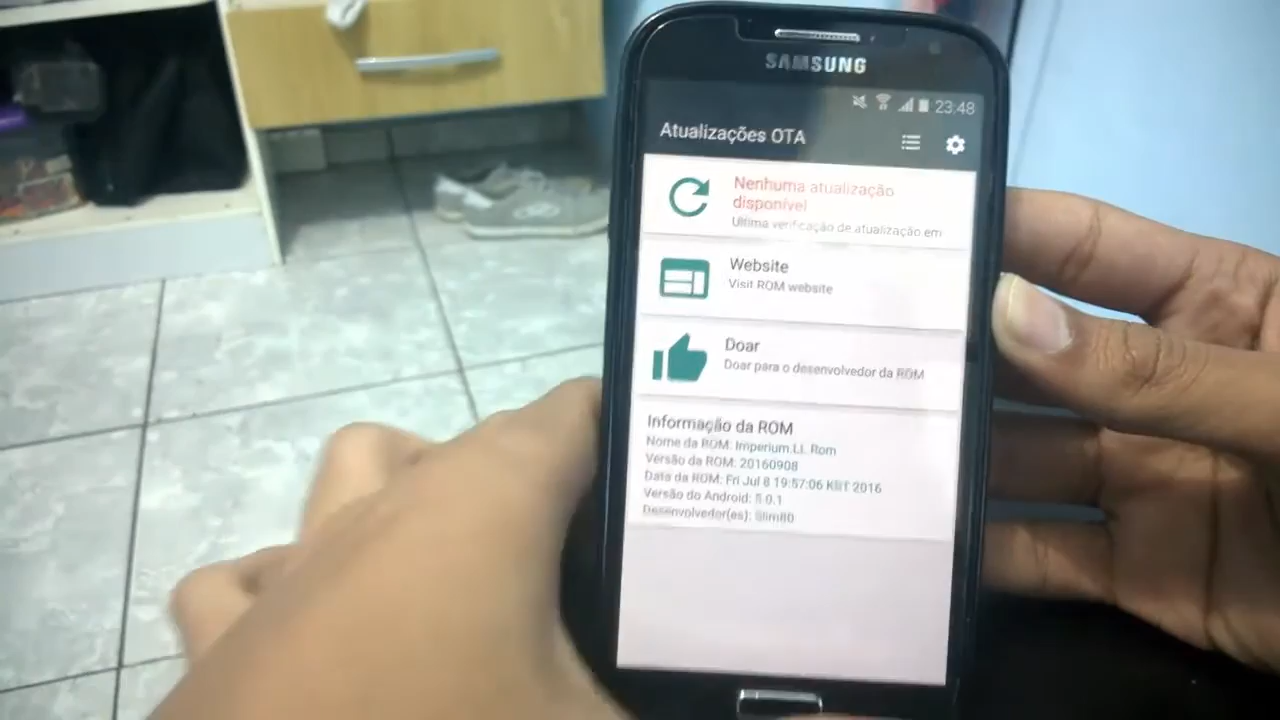 SAMSUNG
23:48
Atualizações OTA
Nenhuma atualização
disponível
Última verificação de atualização em
Website
Visit ROM website
Doar
Doar para o desenvolvedor da ROM
Informação da ROM
Nome da ROM: Imperium.Li. Rom
Versão da ROM: 20160908
Data da ROM: Fri Jul 8 19:57:06 2016
Versão do Android: 5.0.1
Desenvolvedor(es): Slim80